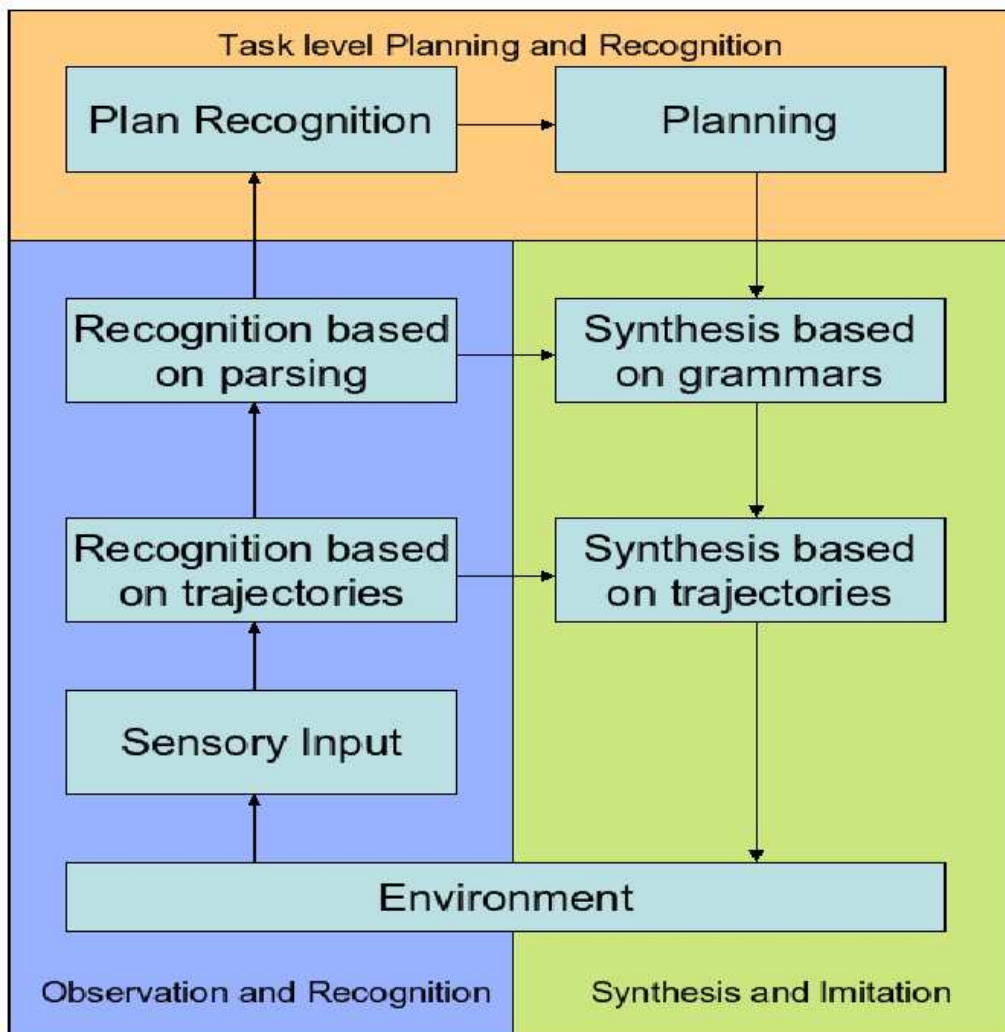 Task level Planning and Recognition
Plan Recognition
Planning
Recognition based
on parsing
Synthesis based
on grammars
Recognition based
on trajectories
Synthesis based
on trajectories
Sensory Input
Environment
Observation and Recognition
Synthesis and Imitation